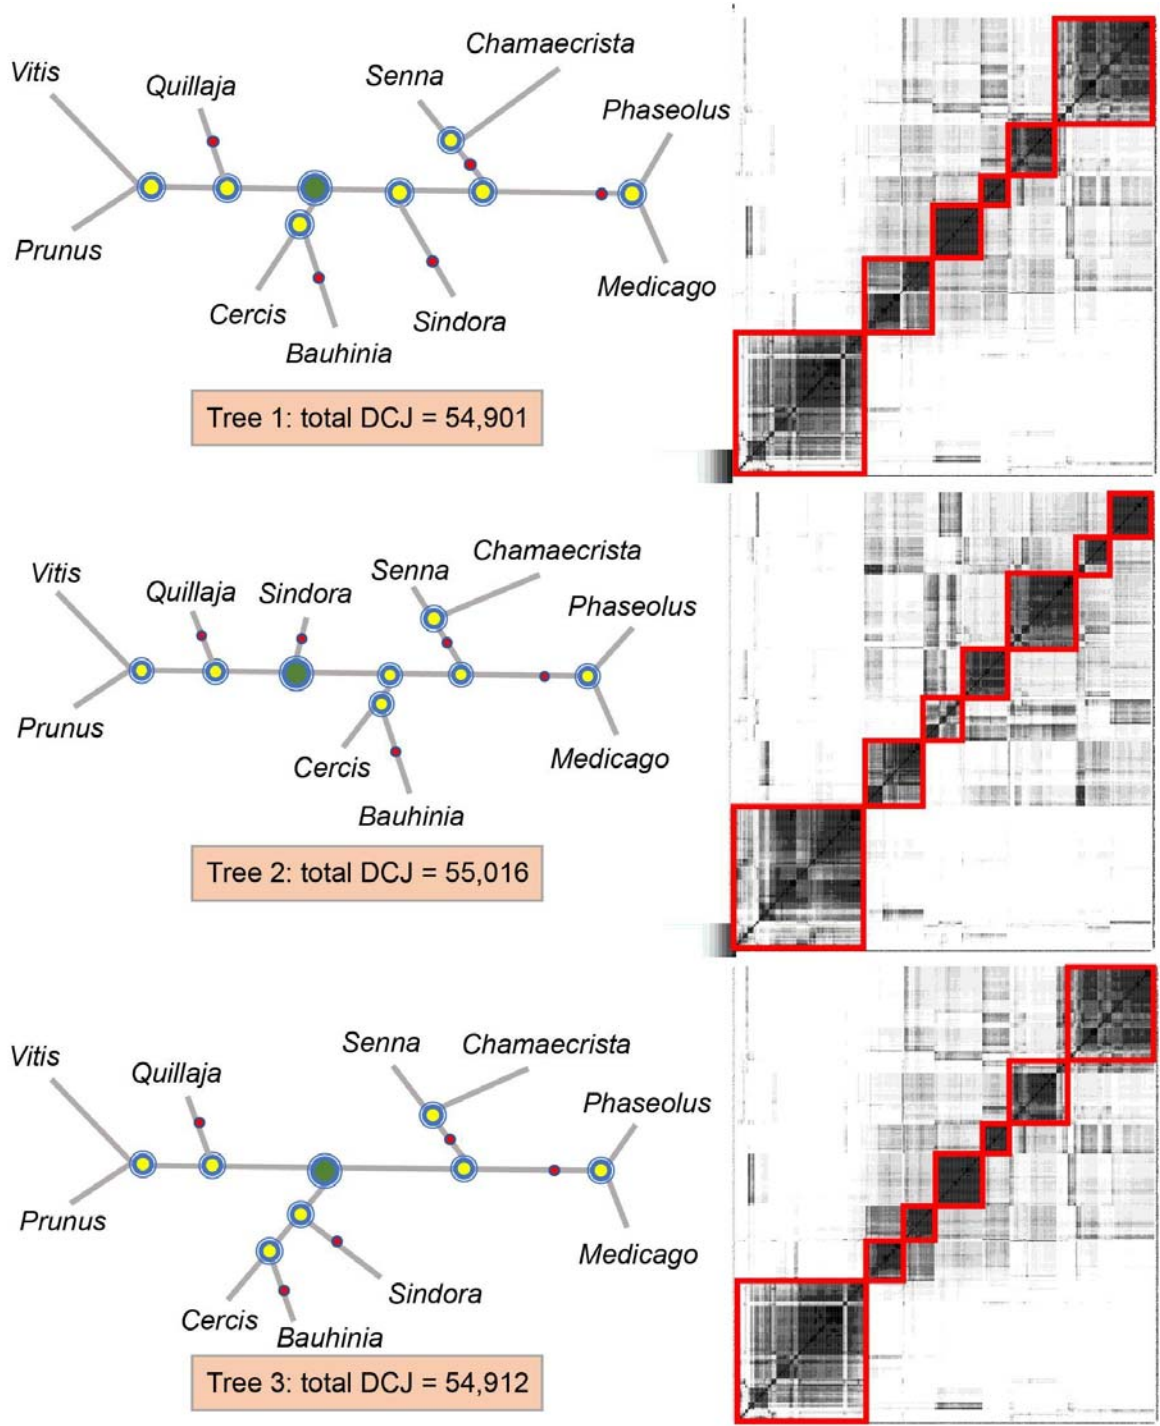 Chamaecrista
Vitis
Senna
Quillaja
Phaseolus
Prunus
Cercis
Sindora
Medicago
Bauhinia
Tree 1: total DCJ = 54,901
Chamaecrista
Vitis
Senna
Quillaja
Sindora
Phaseolus
Prunus
Cercis
Medicago
Bauhinia
Tree 2: total DCJ = 55,016
Vitis
Senna
Chamaecrista
Quillaja
Phaseolus
Prunus
Medicago
Sindora
Cercis
Bauhinia
Tree 3: total DCJ = 54,912